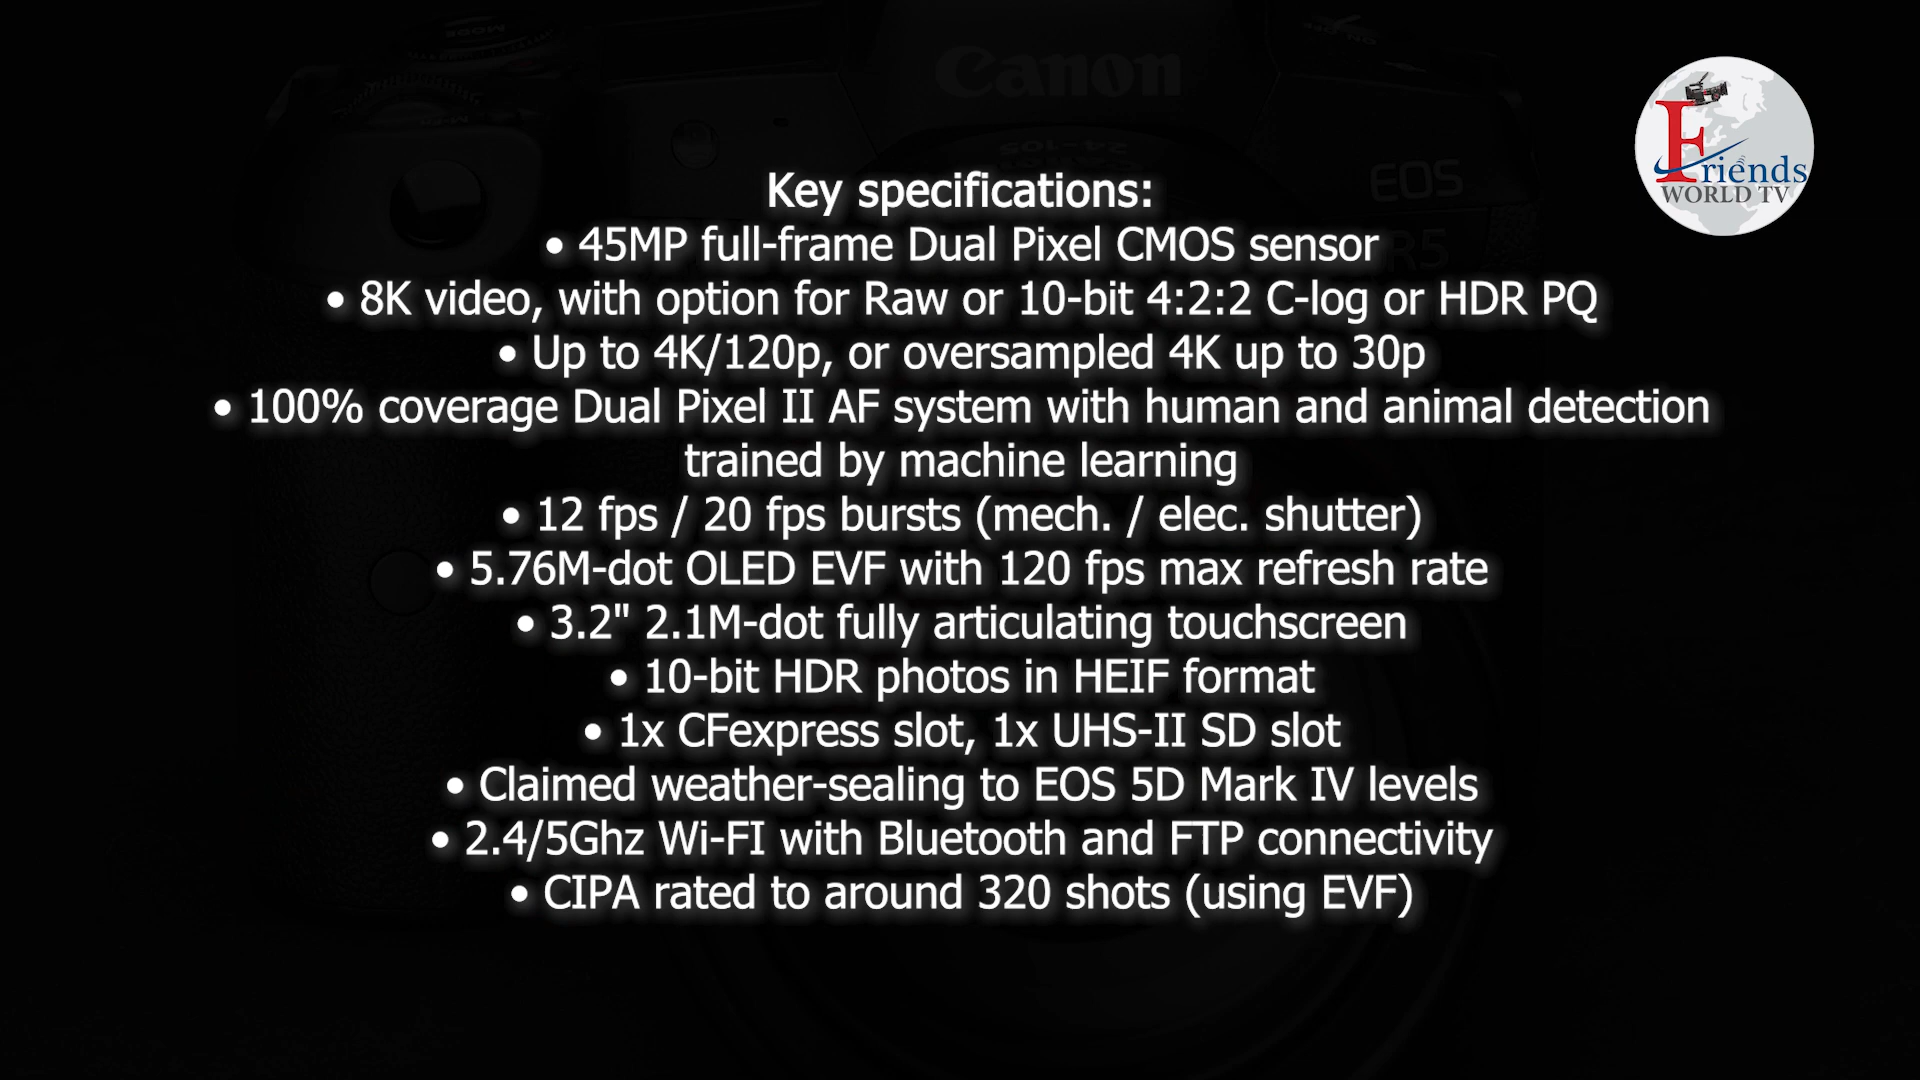 Canon
EOS
R5
24-105
Friends
WORLD TV
Key specifications:
• 45MP full-frame Dual Pixel CMOS sensor
• 8K video, with option for Raw or 10-bit 4:2:2 C-log or HDR PQ
• Up to 4K/120p, or oversampled 4K up to 30p
• 100% coverage Dual Pixel II AF system with human and animal detection
trained by machine learning
• 12 fps / 20 fps bursts (mech. / elec. shutter)
• 5.76M-dot OLED EVF with 120 fps max refresh rate
• 3.2" 2.1M-dot fully articulating touchscreen
• 10-bit HDR photos in HEIF format
• 1x CFexpress slot, 1x UHS-II SD slot
• Claimed weather-sealing to EOS 5D Mark IV levels
• 2.4/5Ghz Wi-FI with Bluetooth and FTP connectivity
• CIPA rated to around 320 shots (using EVF)